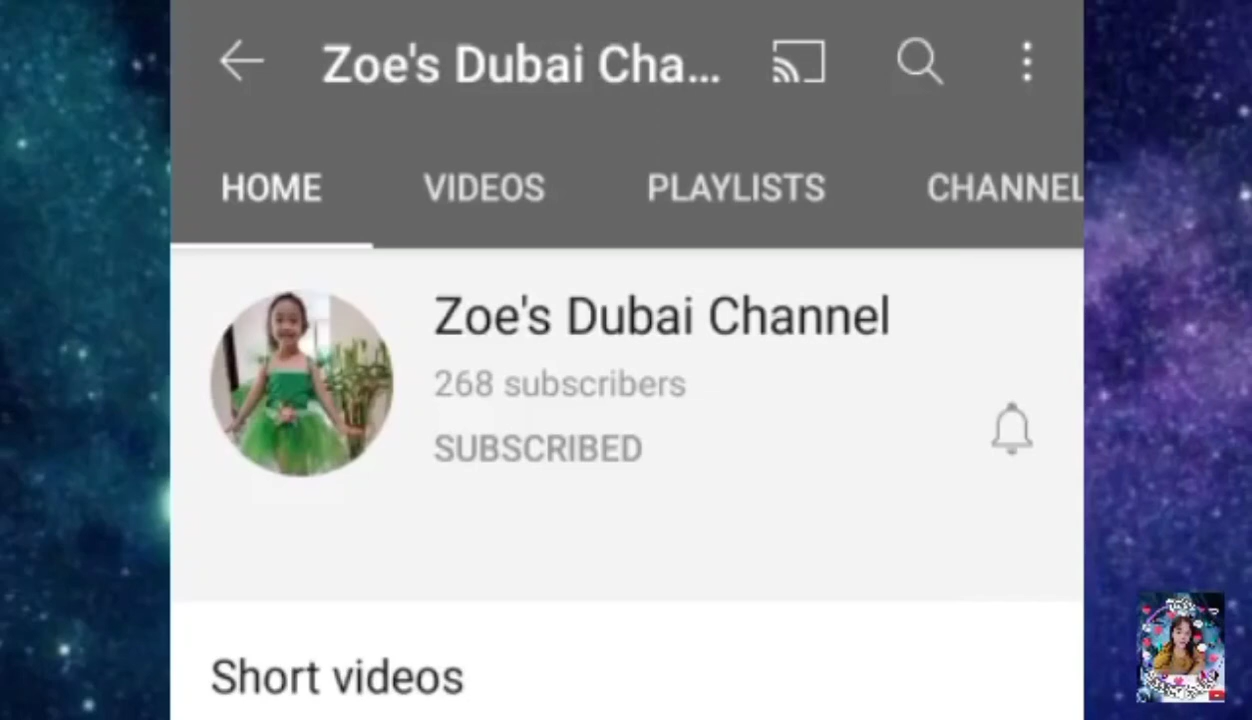 Zoe's Dubai Cha...
HOME VIDEOS PLAYLISTS CHANNEL
Zoe's Dubai Channel
268 subscribers
SUBSCRIBED
Short videos